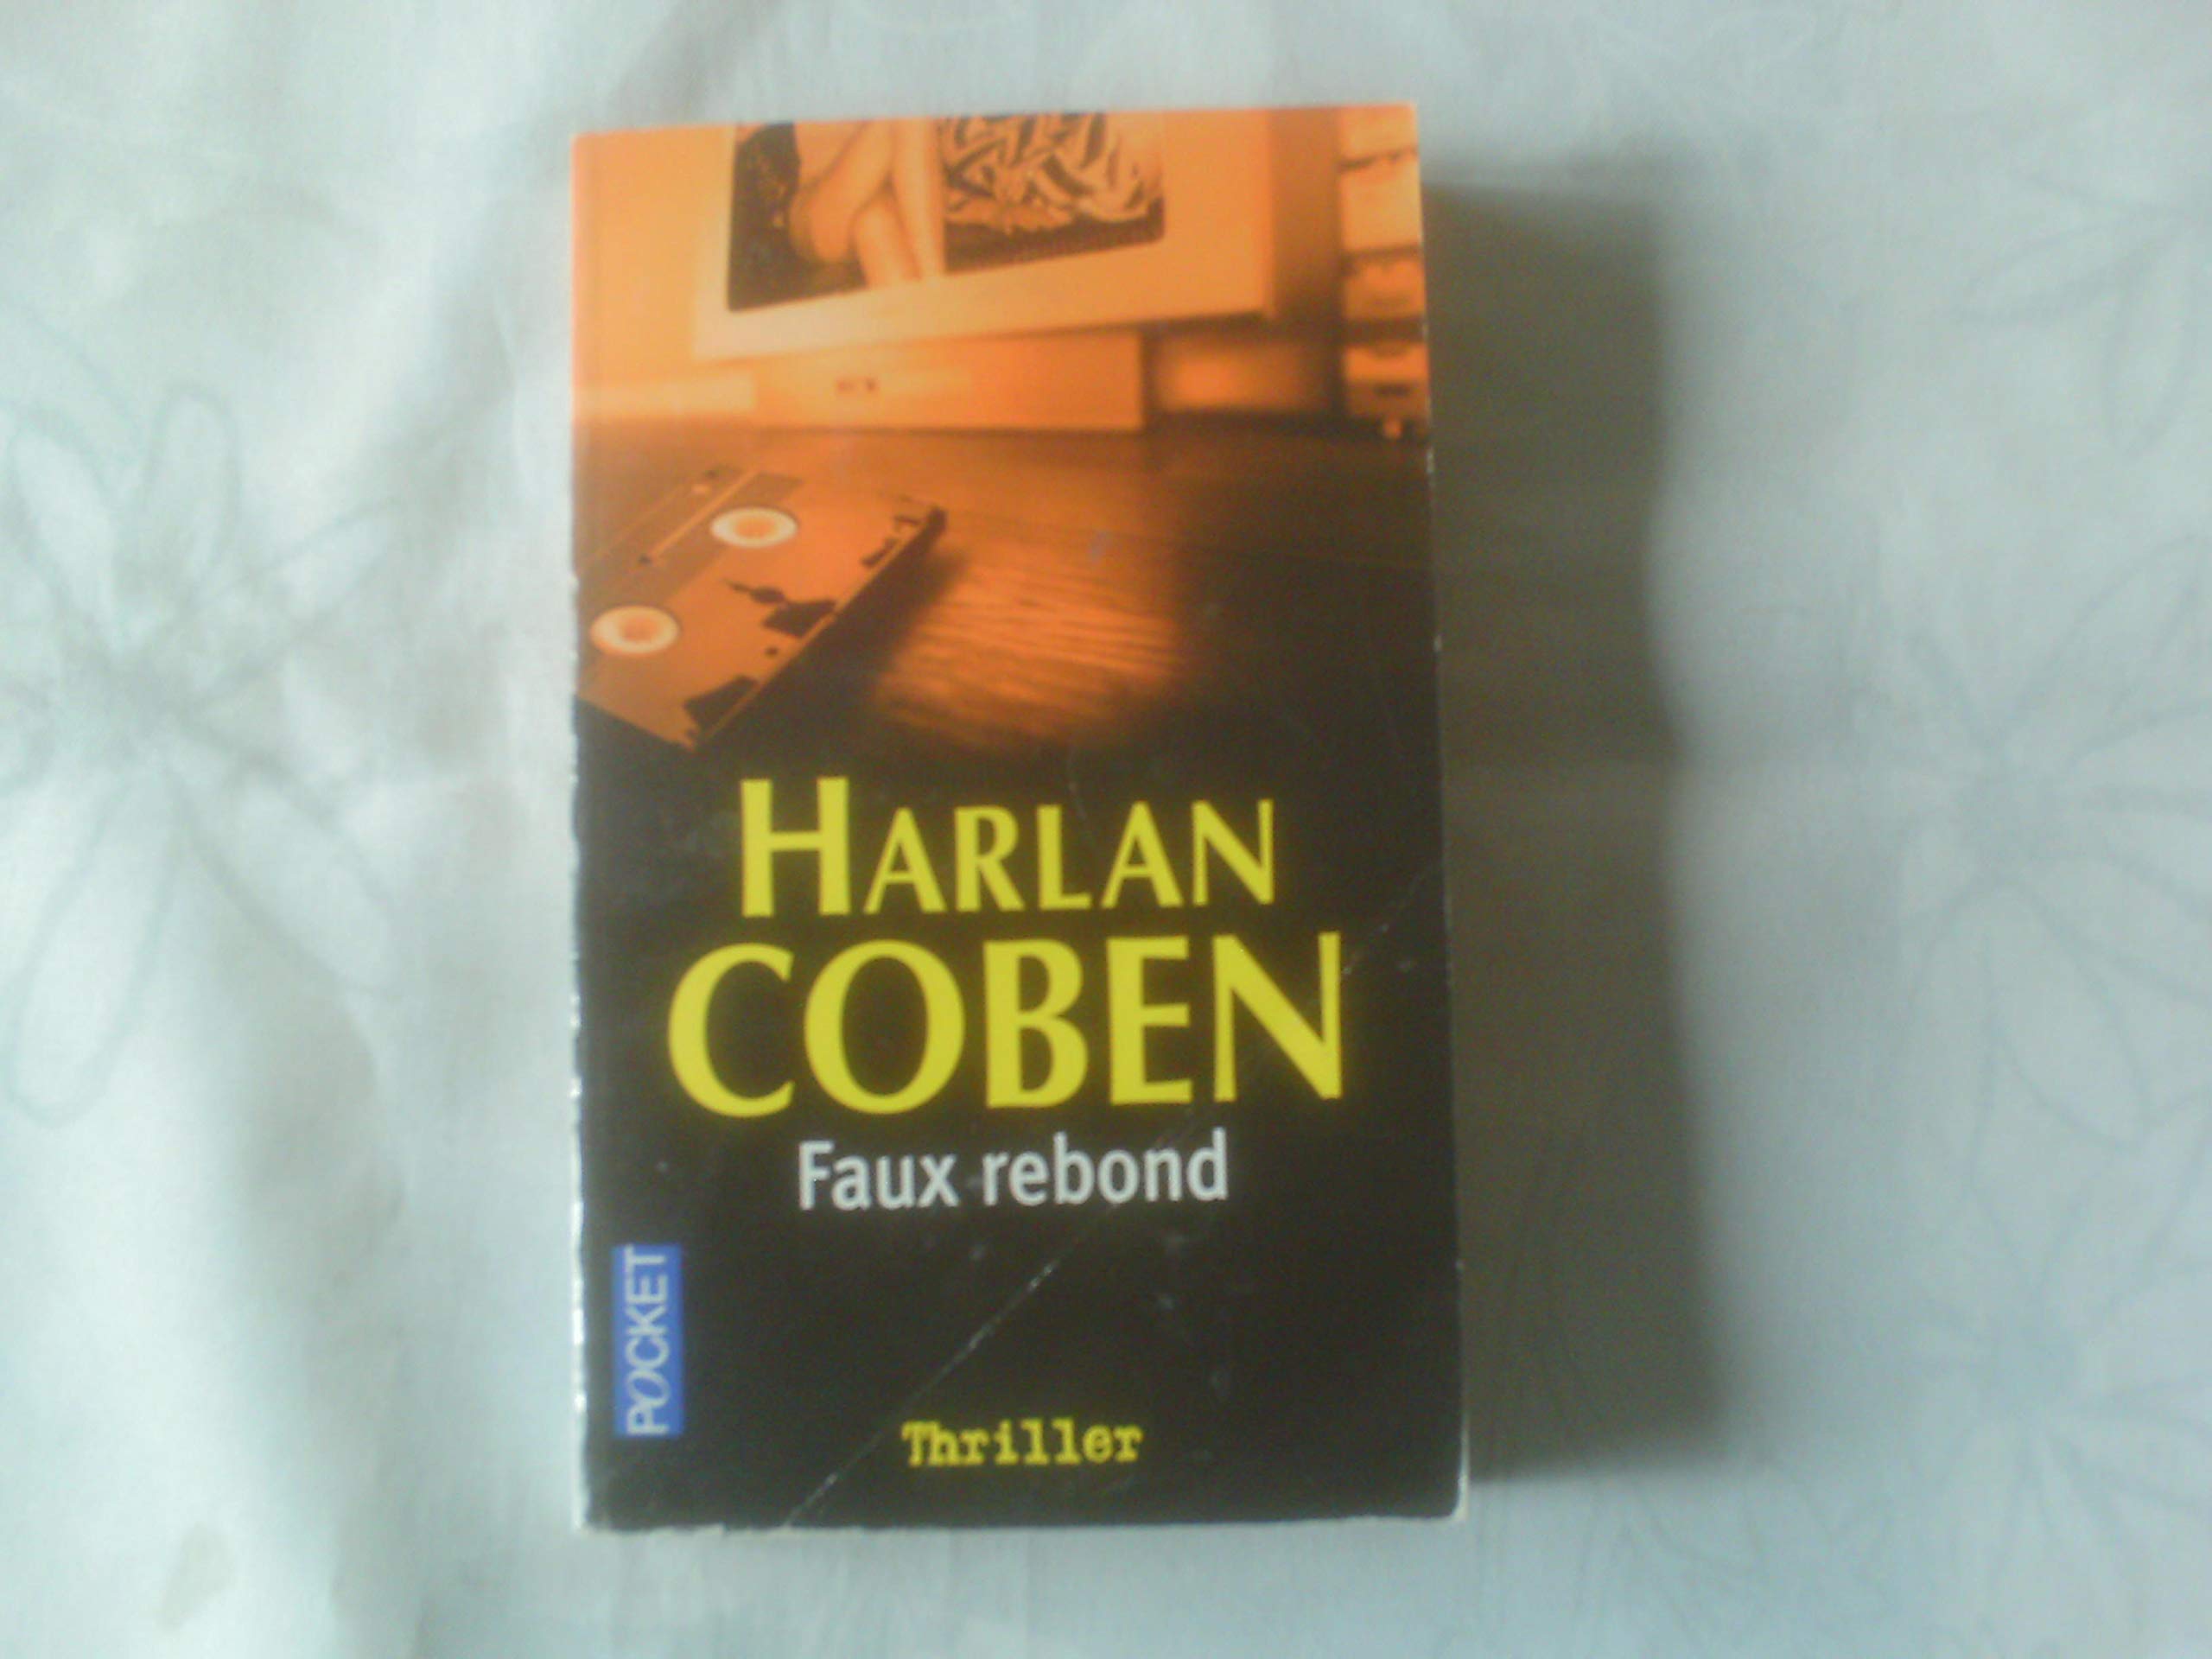 HARLAN
COBEN
Faux rebond
POCKET
Thriller